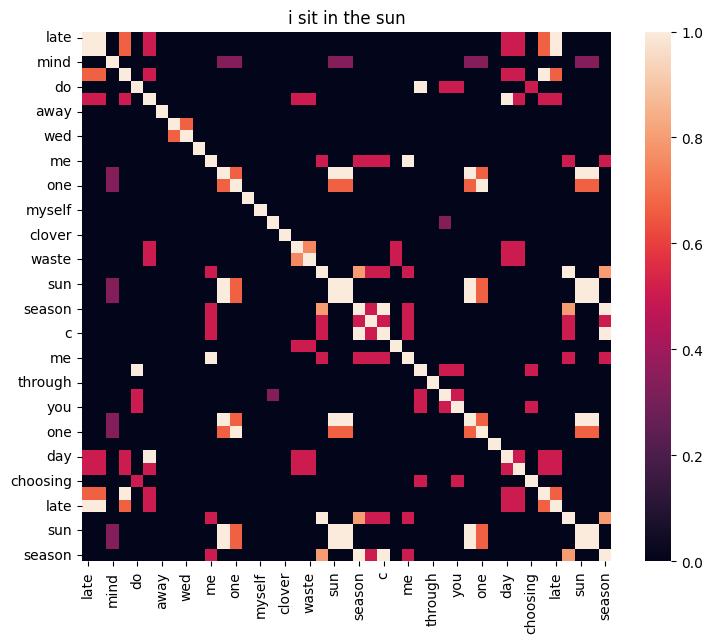 i sit in the sun
late
mind
do
away
wed
me
one
myself
clover
waste
sun
season
c
me
through
you
one
day
choosing
late
sun
season
1.0
0.8
0.6
0.4
0.2
0.0
late
mind
do
away
wed
me
one
myself
clover
waste
sun
season
c
me
through
you
one
day
choosing
late
sun
season